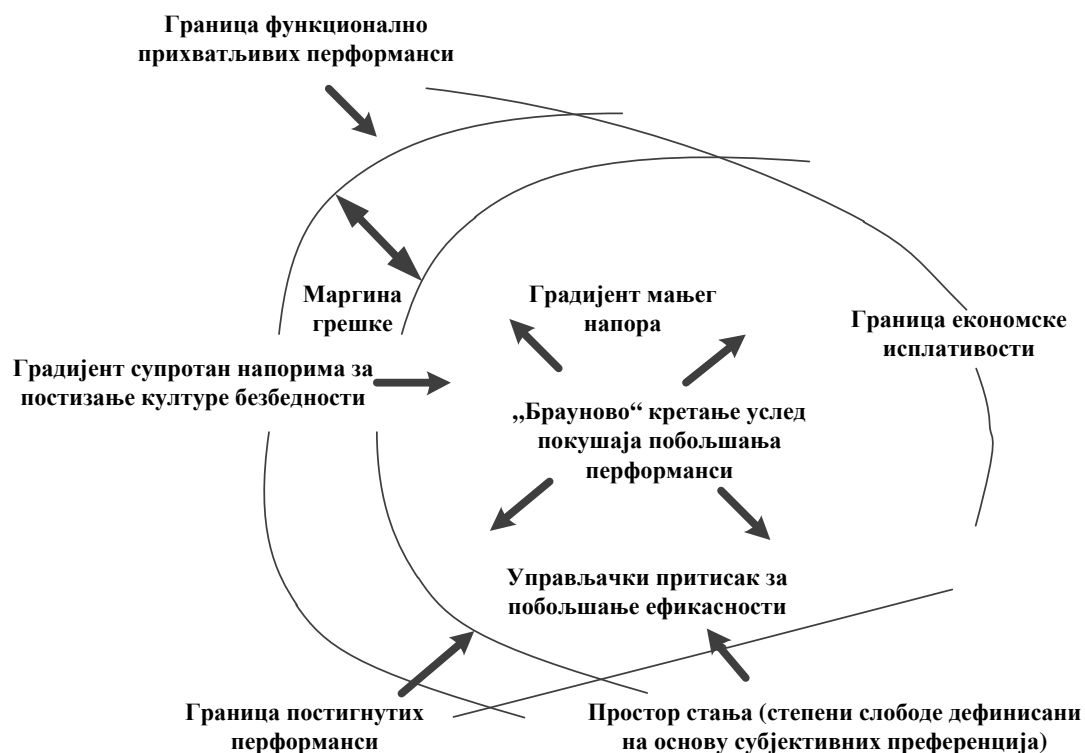 Граница функционално
прихватљивих перформанси
Маргина
грешке
Градијент мањег
напора
Граница економске
исплативости
Градијент супротан напорима за
постизање културе безбедности
„Брауново“ кретање услед
покушаја побољшања
перформанси
Управљачки притисак за
побољшање ефикасности
Граница постигнутих
перформанси
Простор стања (степени слободе дефинисани
на основу субјективних преференција)